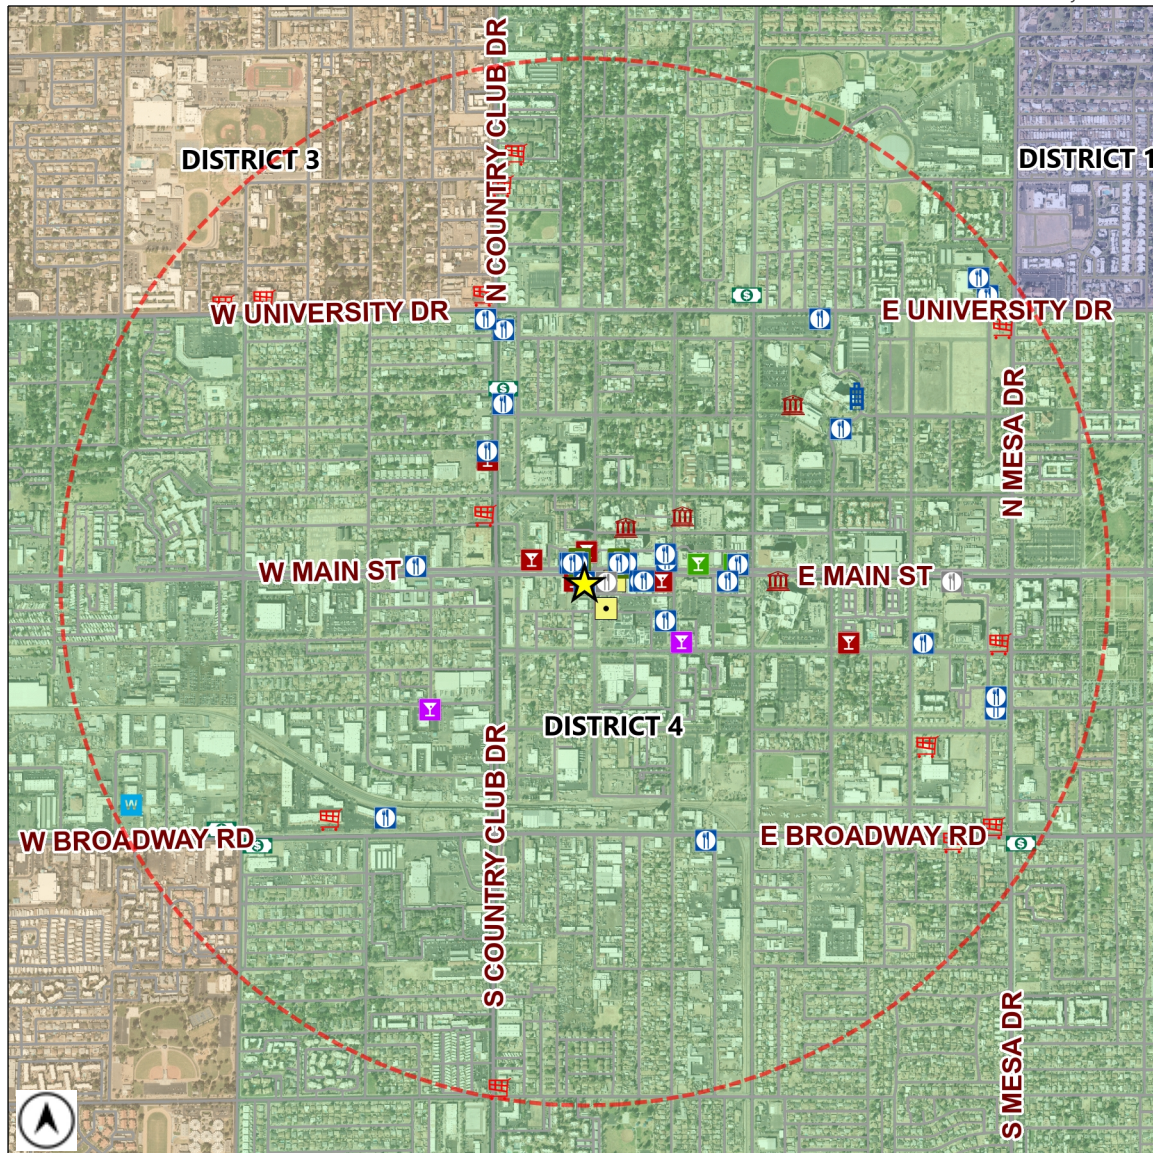 N COUNTRY CLUB DR
DISTRICT 3
DISTRICT 1
W UNIVERSITY DR
E UNIVERSITY DR
N MESA DR
W MAIN ST
E MAIN ST
DISTRICT 4
S COUNTRY CLUB DR
W
W BROADWAY RD
E BROADWAY RD
S MESA DR